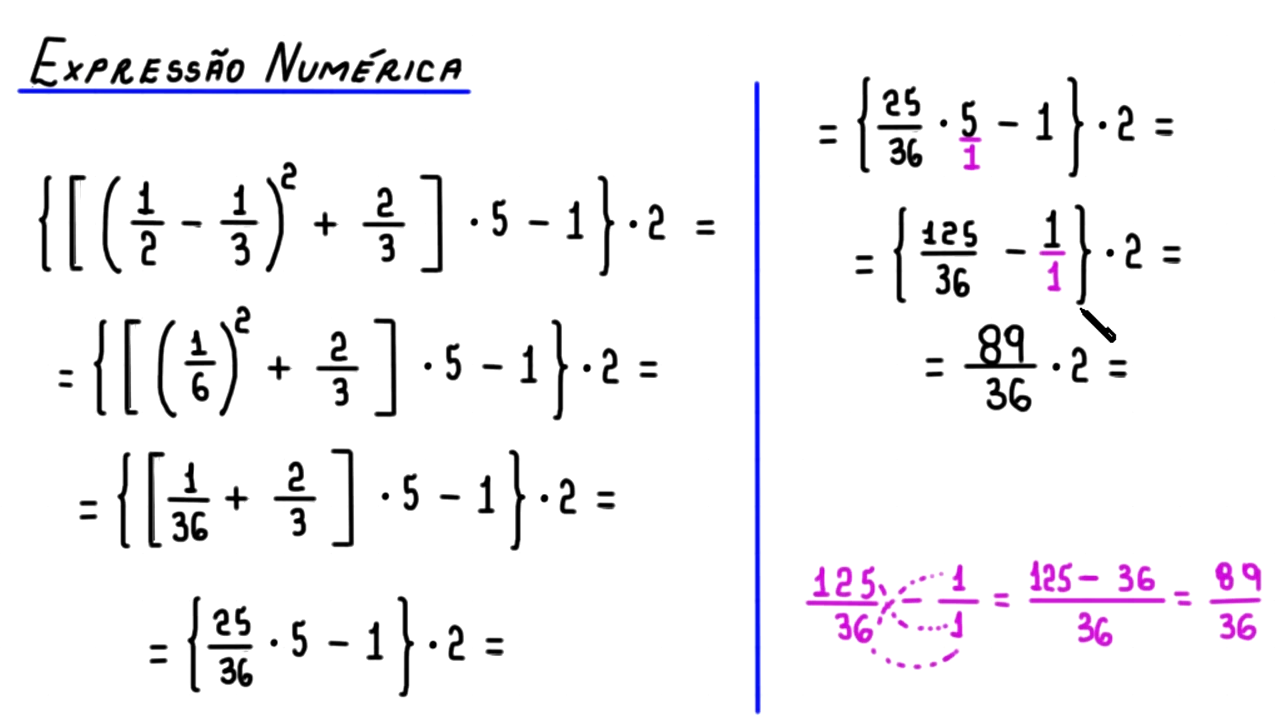 EXPRESSÃO NUMÉRICA
{[(1/2 − 1/3)² + 2/3] · 5 − 1} · 2 =
= {[(1/6)² + 2/3] · 5 − 1} · 2 =
= {[1/36 + 2/3] · 5 − 1} · 2 =
= {25/36 · 5 − 1} · 2 =
= {25/36 · 5/1 − 1} · 2 =
= {125/36 − 1/1} · 2 =
= 89/36 · 2 =
125/36 − 1/1 = 125 − 36/36 = 89/36